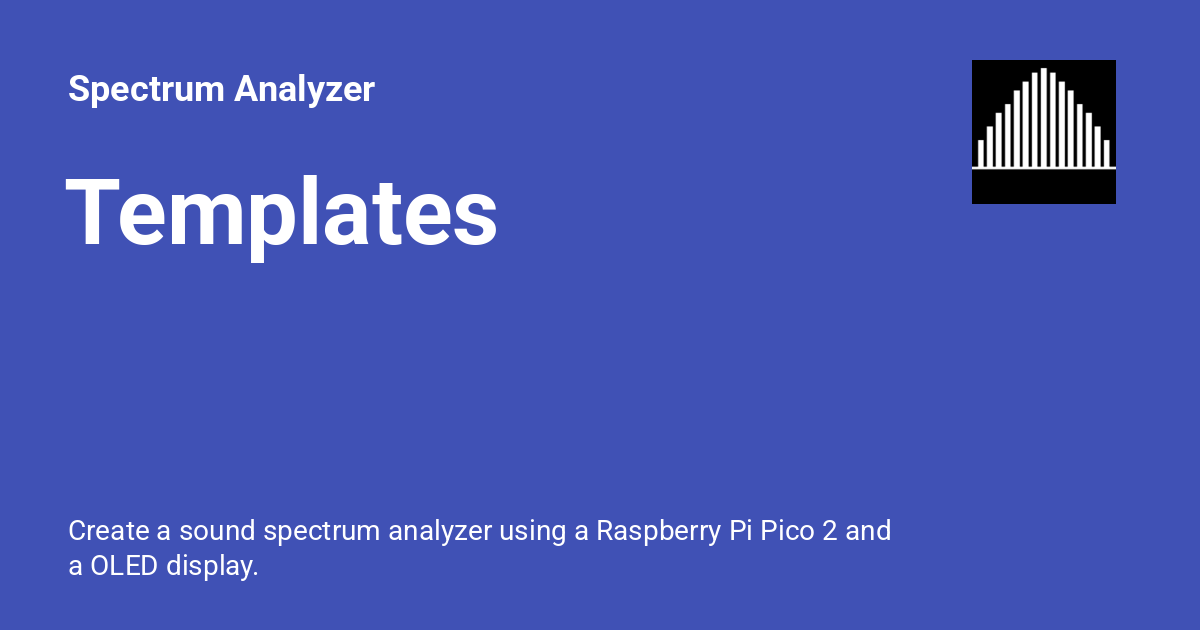 Spectrum Analyzer
Templates
Create a sound spectrum analyzer using a Raspberry Pi Pico 2 and
a OLED display.